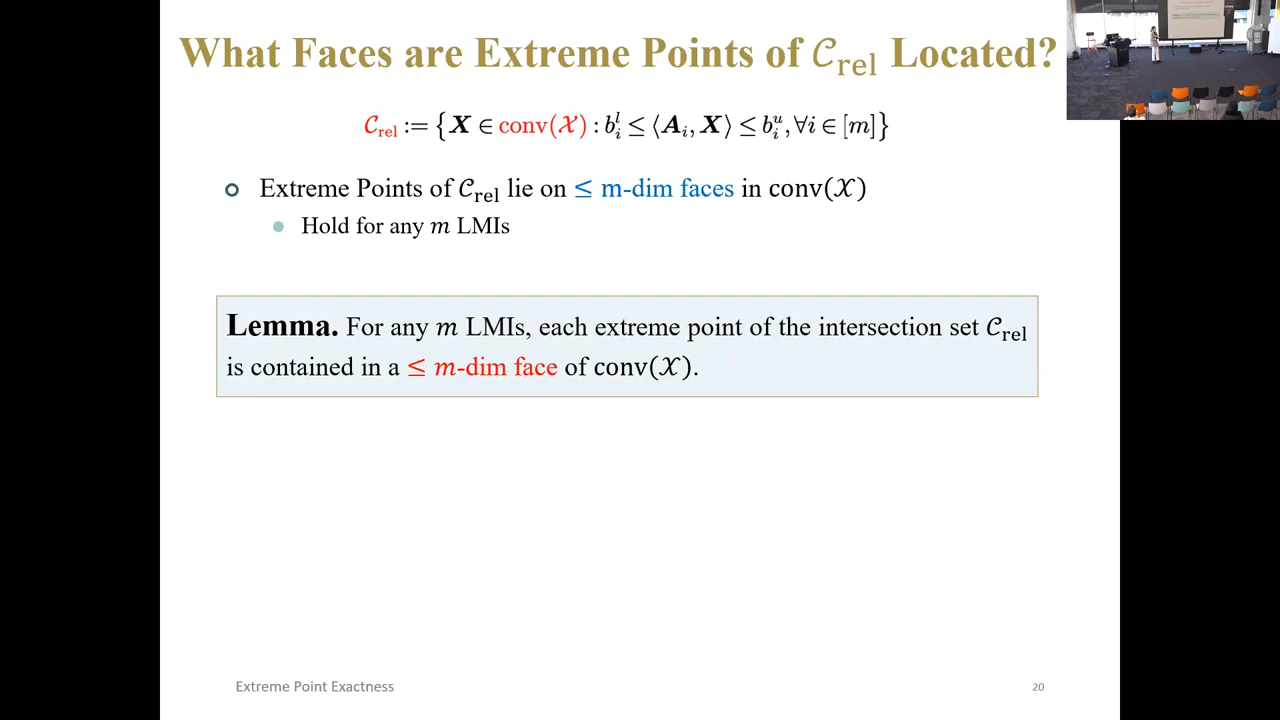 What Faces are Extreme Points of 𝒞rel Located?
𝒞rel := {X ∈ conv(𝒳) : bᵢˡ ≤ ⟨Aᵢ, X⟩ ≤ bᵢᵘ, ∀i ∈ [m]}
Extreme Points of 𝒞rel lie on ≤ m-dim faces in conv(𝒳)
Hold for any m LMIs
Lemma. For any m LMIs, each extreme point of the intersection set 𝒞rel
is contained in a ≤ m-dim face of conv(𝒳).
Extreme Point Exactness
20